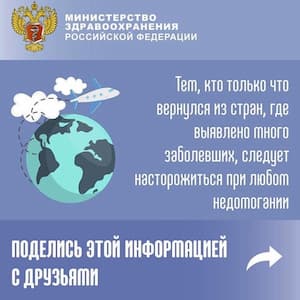 МИНИСТЕРСТВО
ЗДРАВООХРАНЕНИЯ
РОССИЙСКОЙ ФЕДЕРАЦИИ
Тем, кто только что
вернулся из стран, где
выявлено много
заболевших, следует
насторожиться при любом
недомогании
ПОДЕЛИСЬ ЭТОЙ ИНФОРМАЦИЕЙ
С ДРУЗЬЯМИ